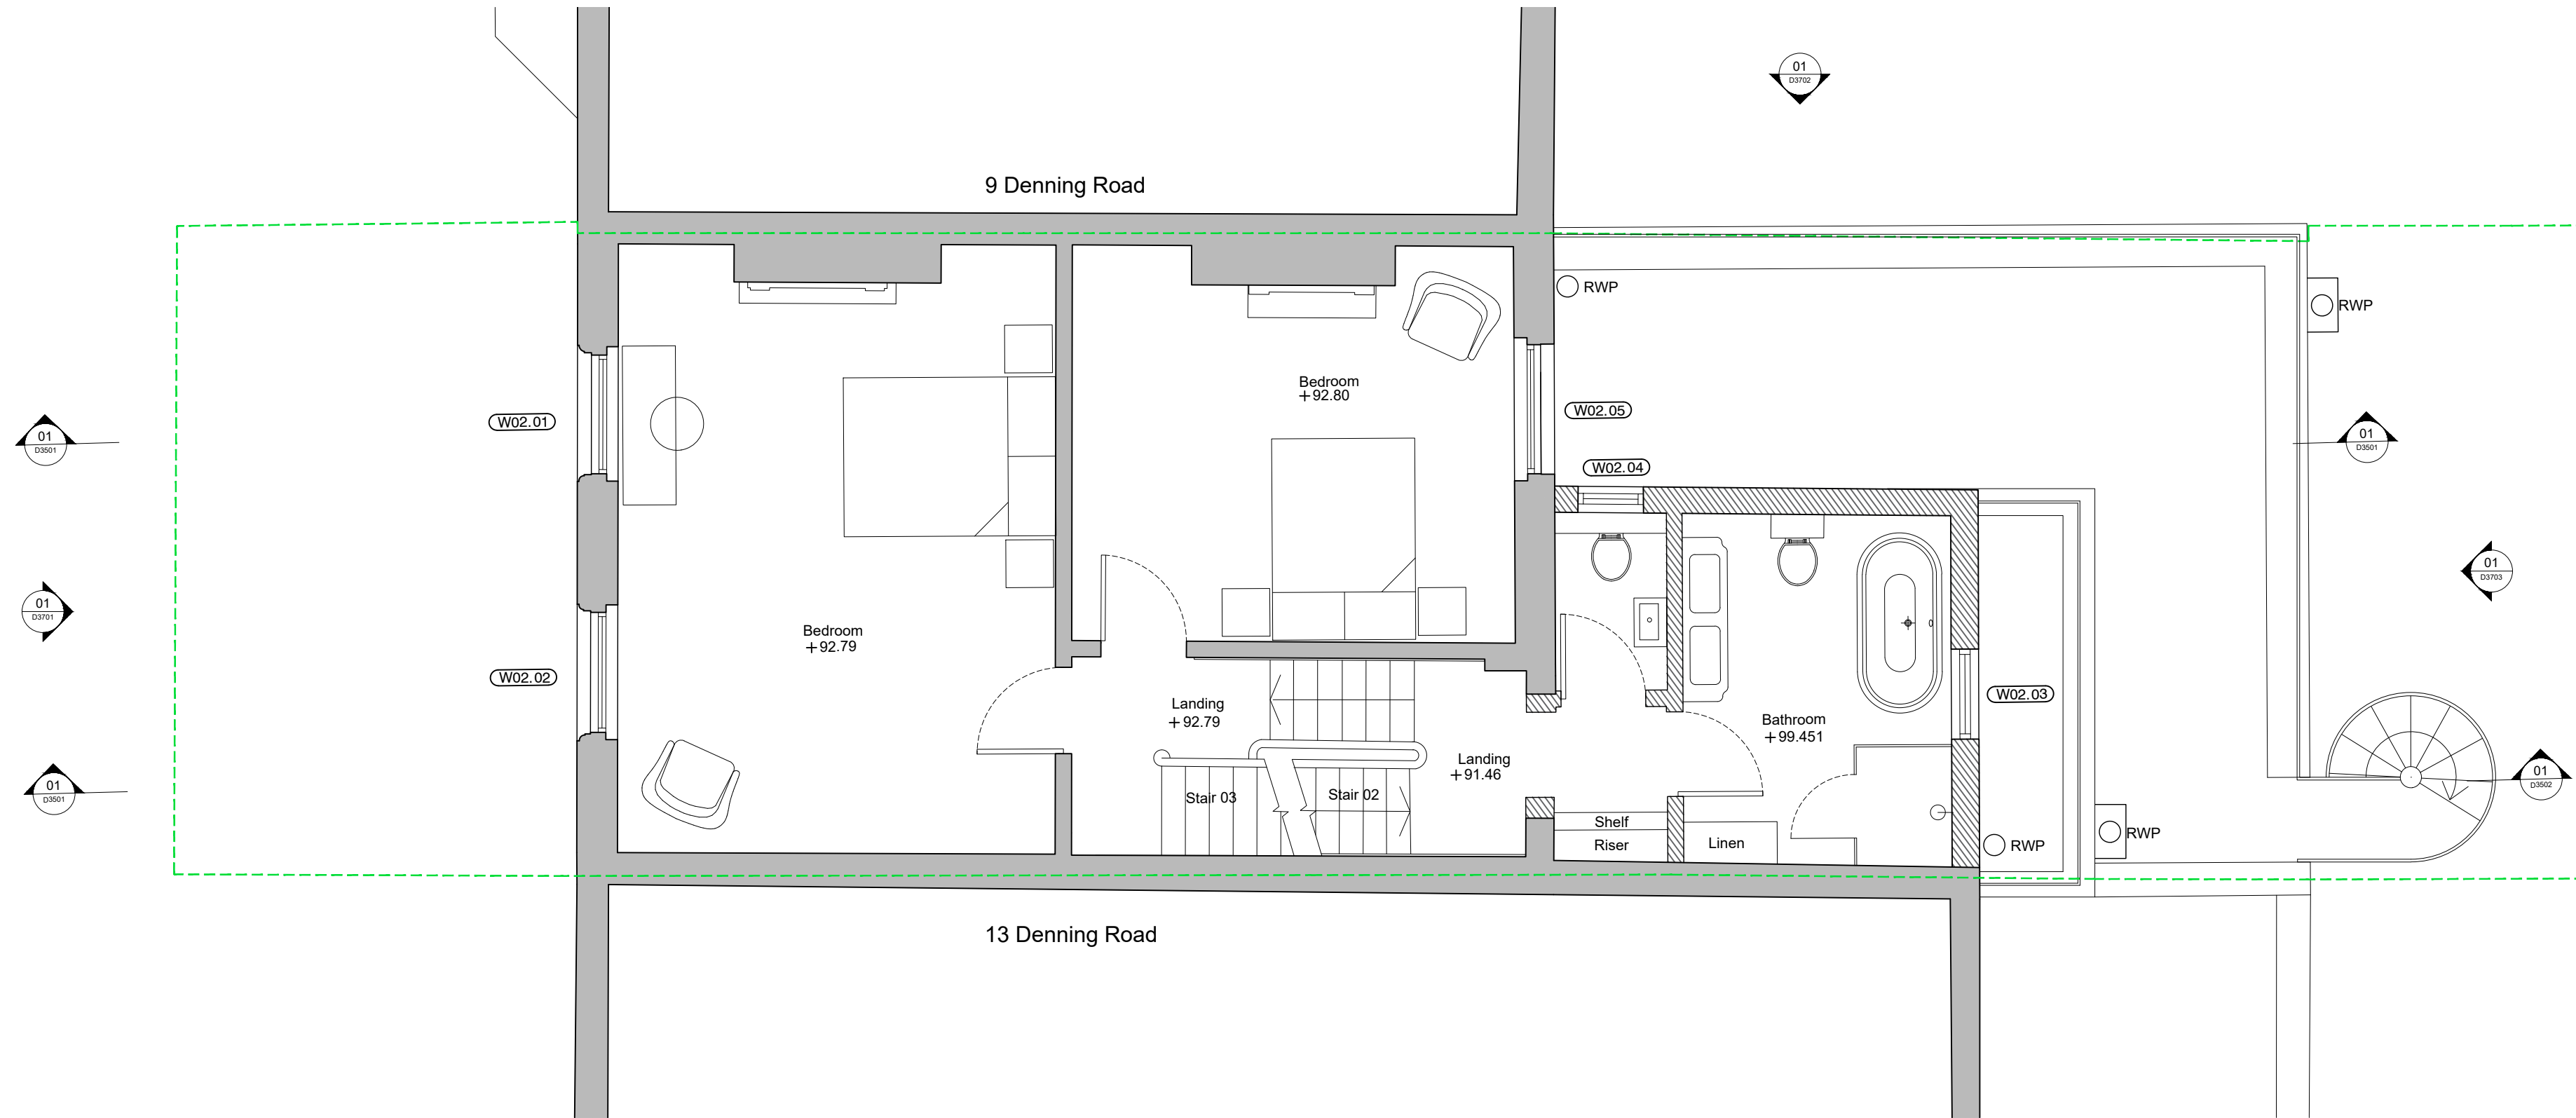 01
D3702
9 Denning Road
RWP
RWP
Bedroom
+92.80
W02.05
W02.01
01
D3501
01
D3501
W02.04
01
D3703
01
D3701
Bedroom
+92.79
W02.02
W02.03
Landing
+92.79
Bathroom
+99.451
Landing
+91.46
01
D3501
Stair 03
Stair 02
01
D3502
Shelf
Riser
Linen
RWP
RWP
13 Denning Road